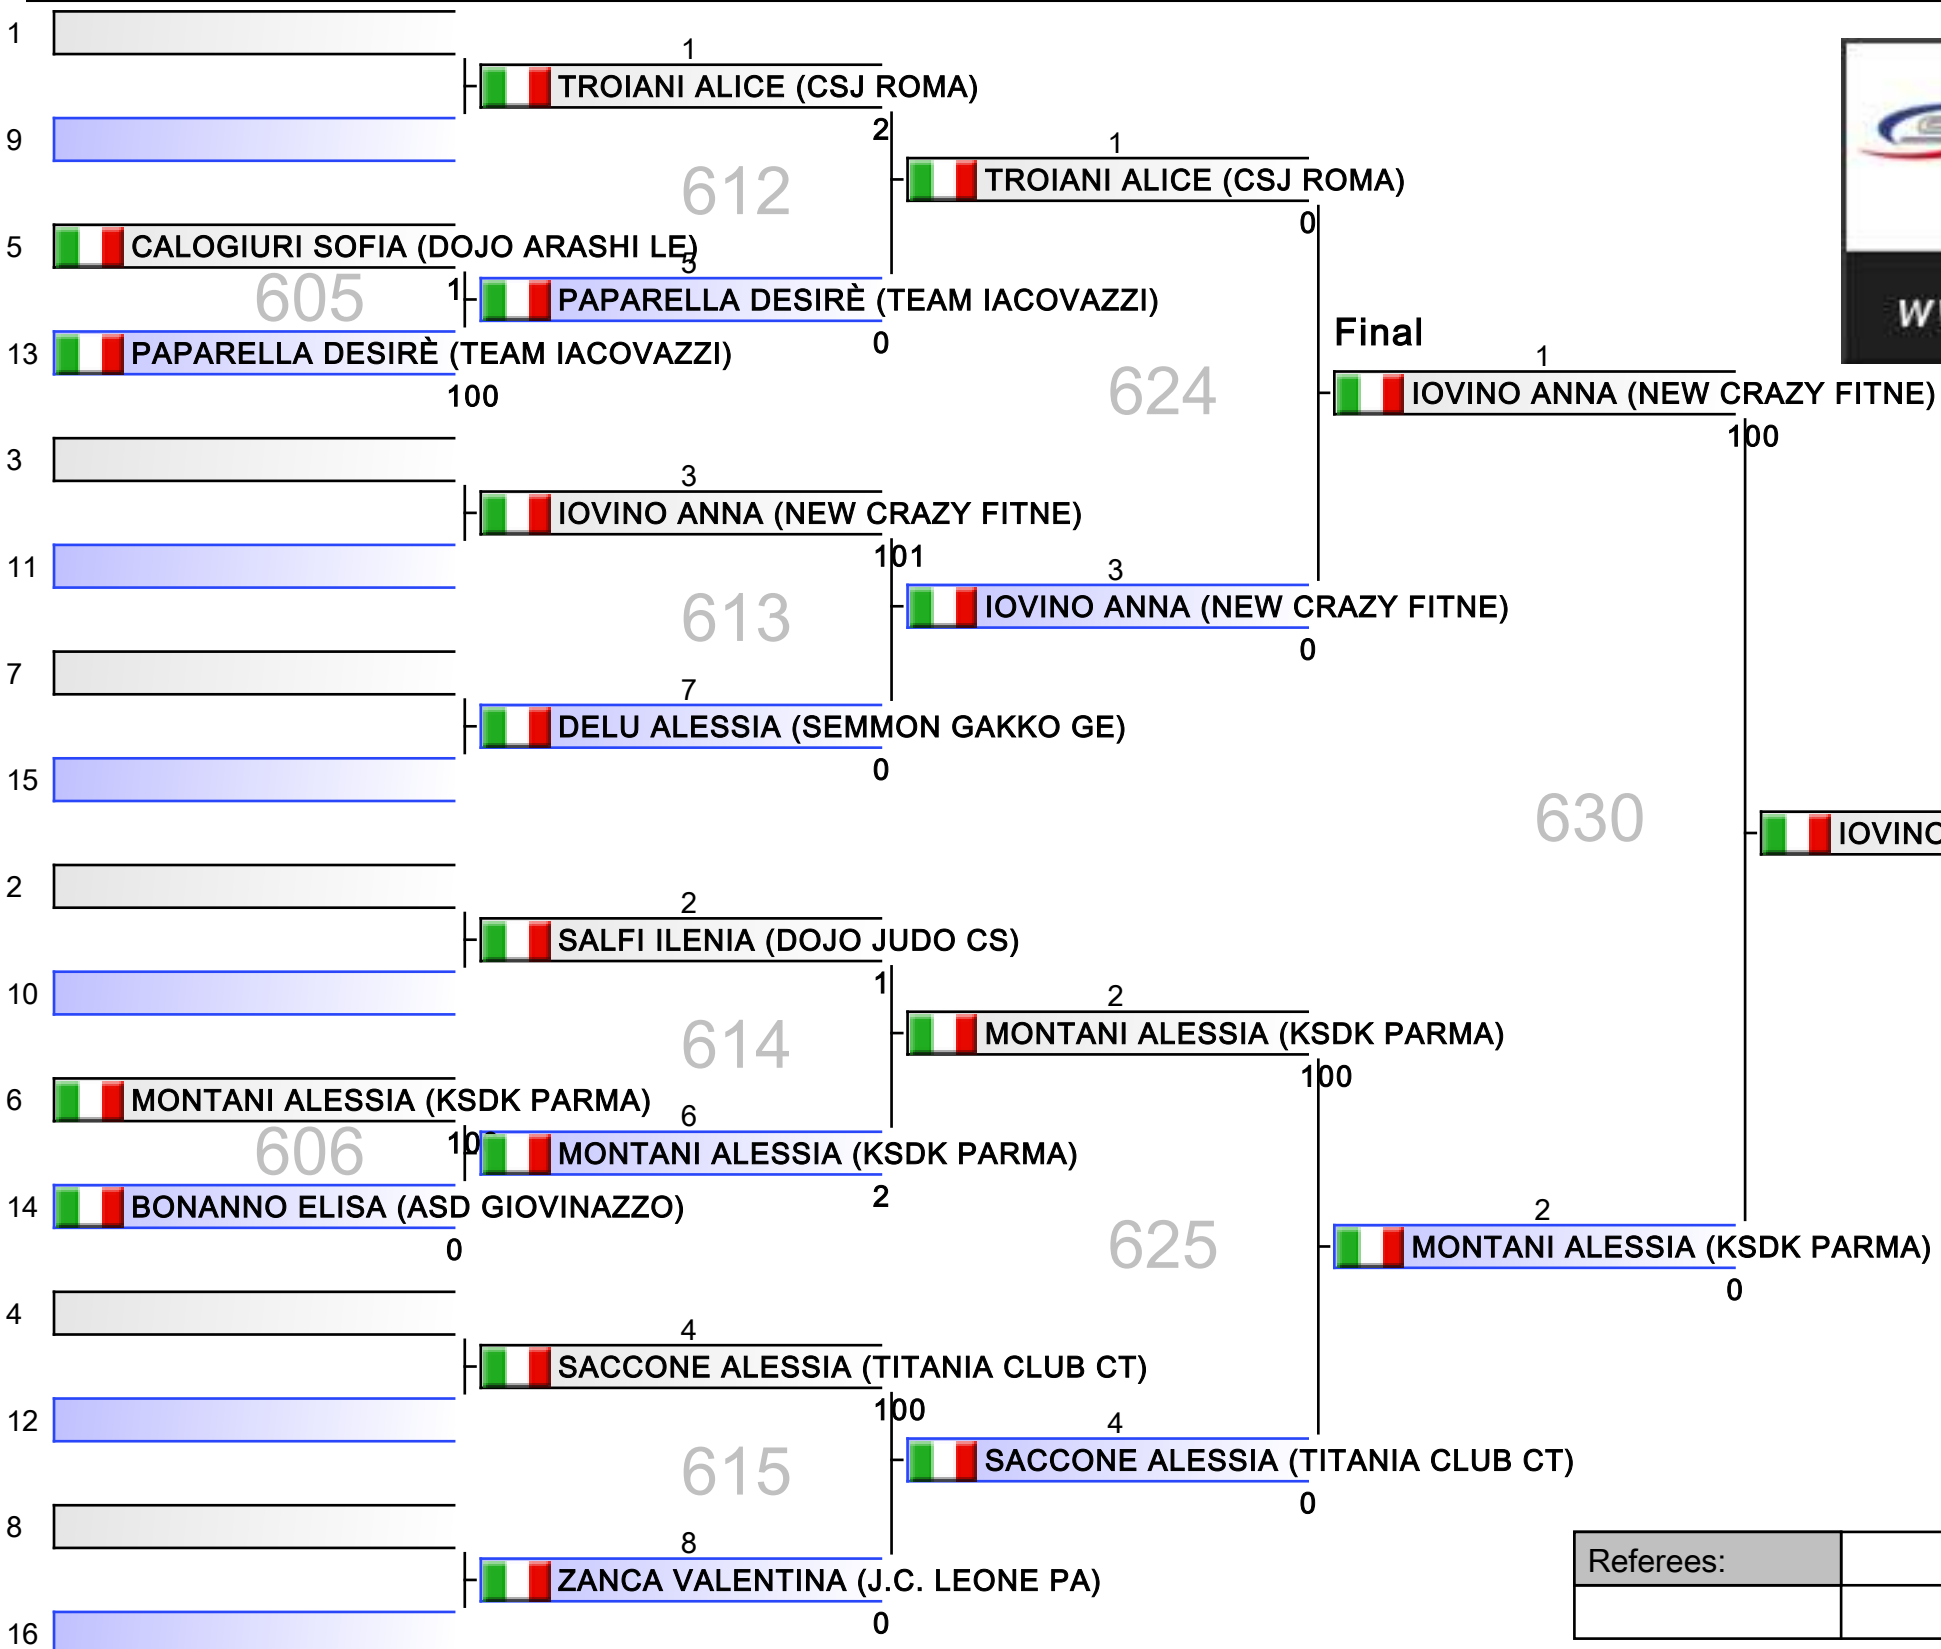 1
1
TROIANI ALICE (CSJ ROMA)
9
2
1
612
TROIANI ALICE (CSJ ROMA)
0
5
CALOGIURI SOFIA (DOJO ARASHI LE)
605
1
5
PAPARELLA DESIRÈ (TEAM IACOVAZZI)
0
13
PAPARELLA DESIRÈ (TEAM IACOVAZZI)
100
Final
624
1
IOVINO ANNA (NEW CRAZY FITNE)
100
3
3
IOVINO ANNA (NEW CRAZY FITNE)
101
11
613
3
IOVINO ANNA (NEW CRAZY FITNE)
0
7
7
DELU ALESSIA (SEMMON GAKKO GE)
0
15
630
2
2
SALFI ILENIA (DOJO JUDO CS)
1
10
614
2
MONTANI ALESSIA (KSDK PARMA)
100
6
MONTANI ALESSIA (KSDK PARMA)
606
6
MONTANI ALESSIA (KSDK PARMA)
2
14
BONANNO ELISA (ASD GIOVINAZZO)
0
625
2
MONTANI ALESSIA (KSDK PARMA)
0
4
4
SACCONE ALESSIA (TITANIA CLUB CT)
100
12
615
4
SACCONE ALESSIA (TITANIA CLUB CT)
0
8
8
ZANCA VALENTINA (J.C. LEONE PA)
0
16
Referees: